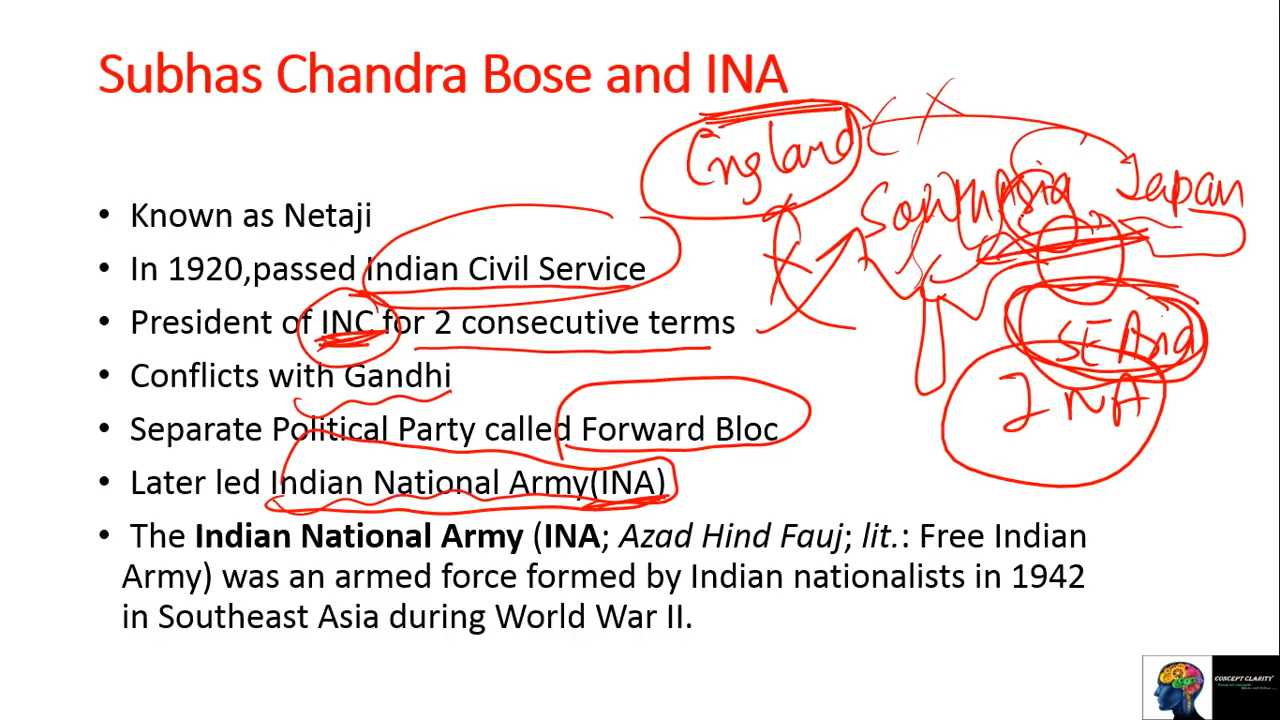 Subhas Chandra Bose and INA
England
South Asia
Japan
• Known as Netaji
• In 1920,passed Indian Civil Service
• President of INC for 2 consecutive terms
SE Asia
• Conflicts with Gandhi
INA
• Separate Political Party called Forward Bloc
• Later led Indian National Army(INA)
• The Indian National Army (INA; Azad Hind Fauj; lit.: Free Indian
Army) was an armed force formed by Indian nationalists in 1942
in Southeast Asia during World War II.
CONCEPT CLARITY